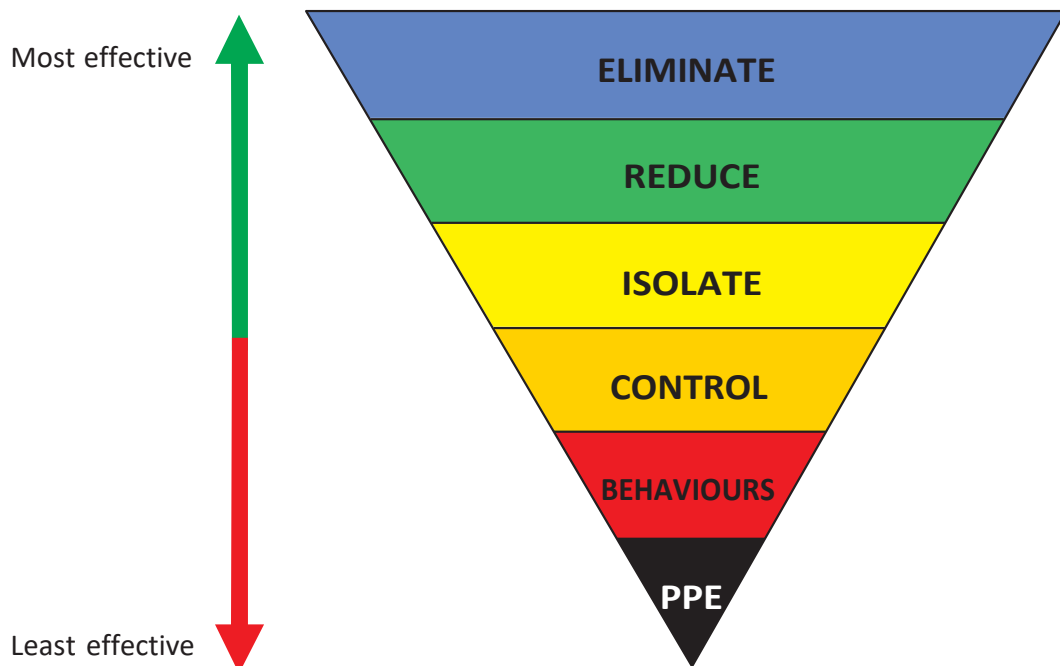 Most effective
ELIMINATE
REDUCE
ISOLATE
CONTROL
BEHAVIOURS
PPE
Least effective